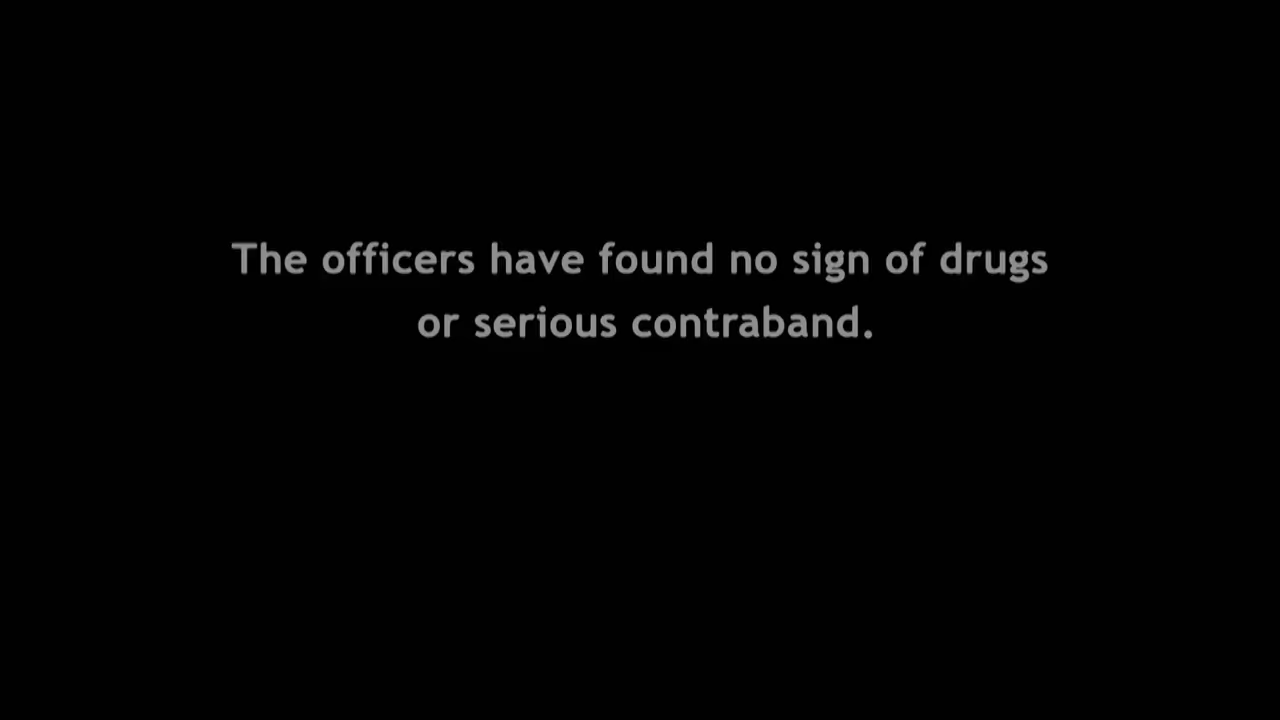 The officers have found no sign of drugs
or serious contraband.